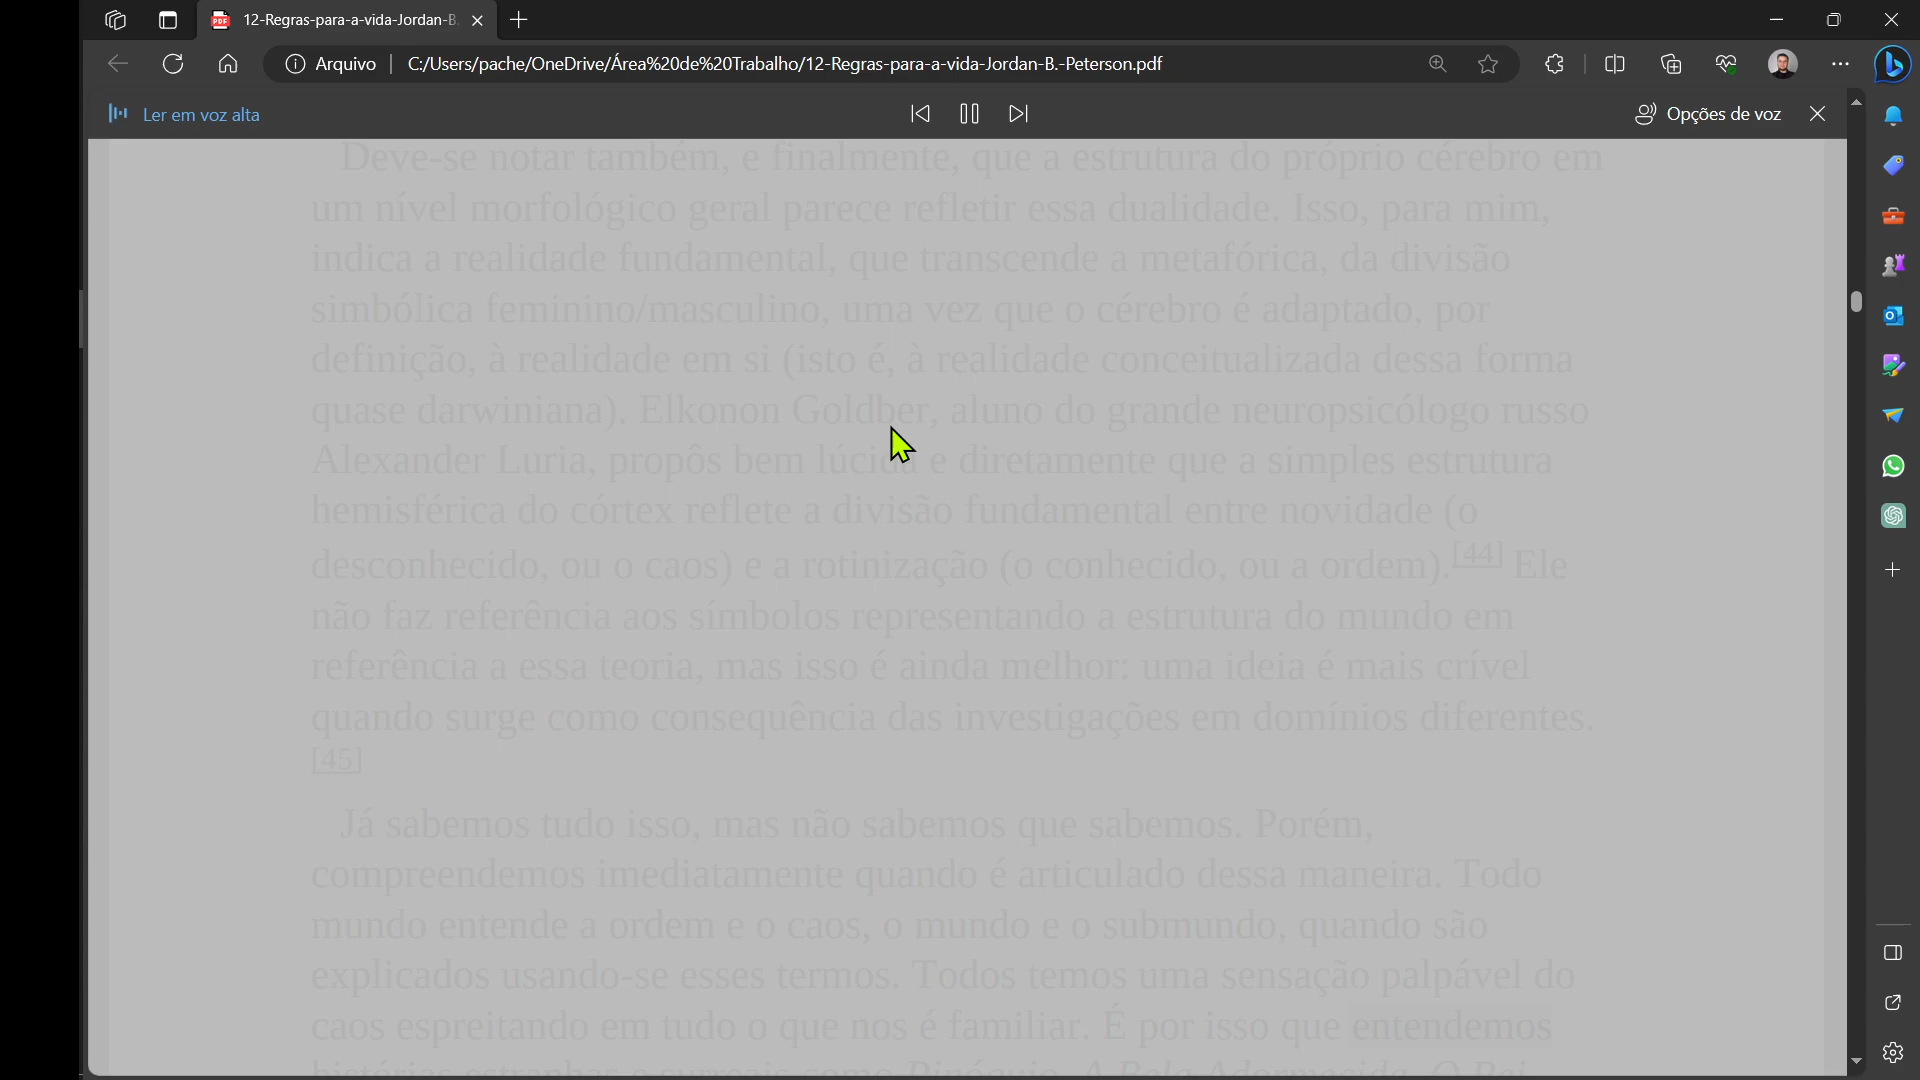 12-Regras-para-a-vida-Jordan-B.
Arquivo
C:/Users/pache/OneDrive/Área%20de%20Trabalho/12-Regras-para-a-vida-Jordan-B.-Peterson.pdf
Ler em voz alta
Opções de voz
Deve-se notar também, e finalmente, que a estrutura do próprio cérebro em
um nível morfológico geral parece refletir essa dualidade. Isso, para mim,
indica a realidade fundamental, que transcende a metafórica, da divisão
simbólica feminino/masculino, uma vez que o cérebro é adaptado, por
definição, à realidade em si (isto é, à realidade conceitualizada dessa forma
quase darwiniana). Elkonon Goldber, aluno do grande neuropsicólogo russo
Alexander Luria, propôs bem lúcida e diretamente que a simples estrutura
hemisférica do córtex reflete a divisão fundamental entre novidade (o
desconhecido, ou o caos) e a rotinização (o conhecido, ou a ordem).[44] Ele
não faz referência aos símbolos representando a estrutura do mundo em
referência a essa teoria, mas isso é ainda melhor: uma ideia é mais crível
quando surge como consequência das investigações em domínios diferentes.
[45]
Já sabemos tudo isso, mas não sabemos que sabemos. Porém,
compreendemos imediatamente quando é articulado dessa maneira. Todo
mundo entende a ordem e o caos, o mundo e o submundo, quando são
explicados usando-se esses termos. Todos temos uma sensação palpável do
caos espreitando em tudo o que nos é familiar. É por isso que entendemos
histórias estranhas e surreais como Pinóquio, A Bela Adormecida, O Rei